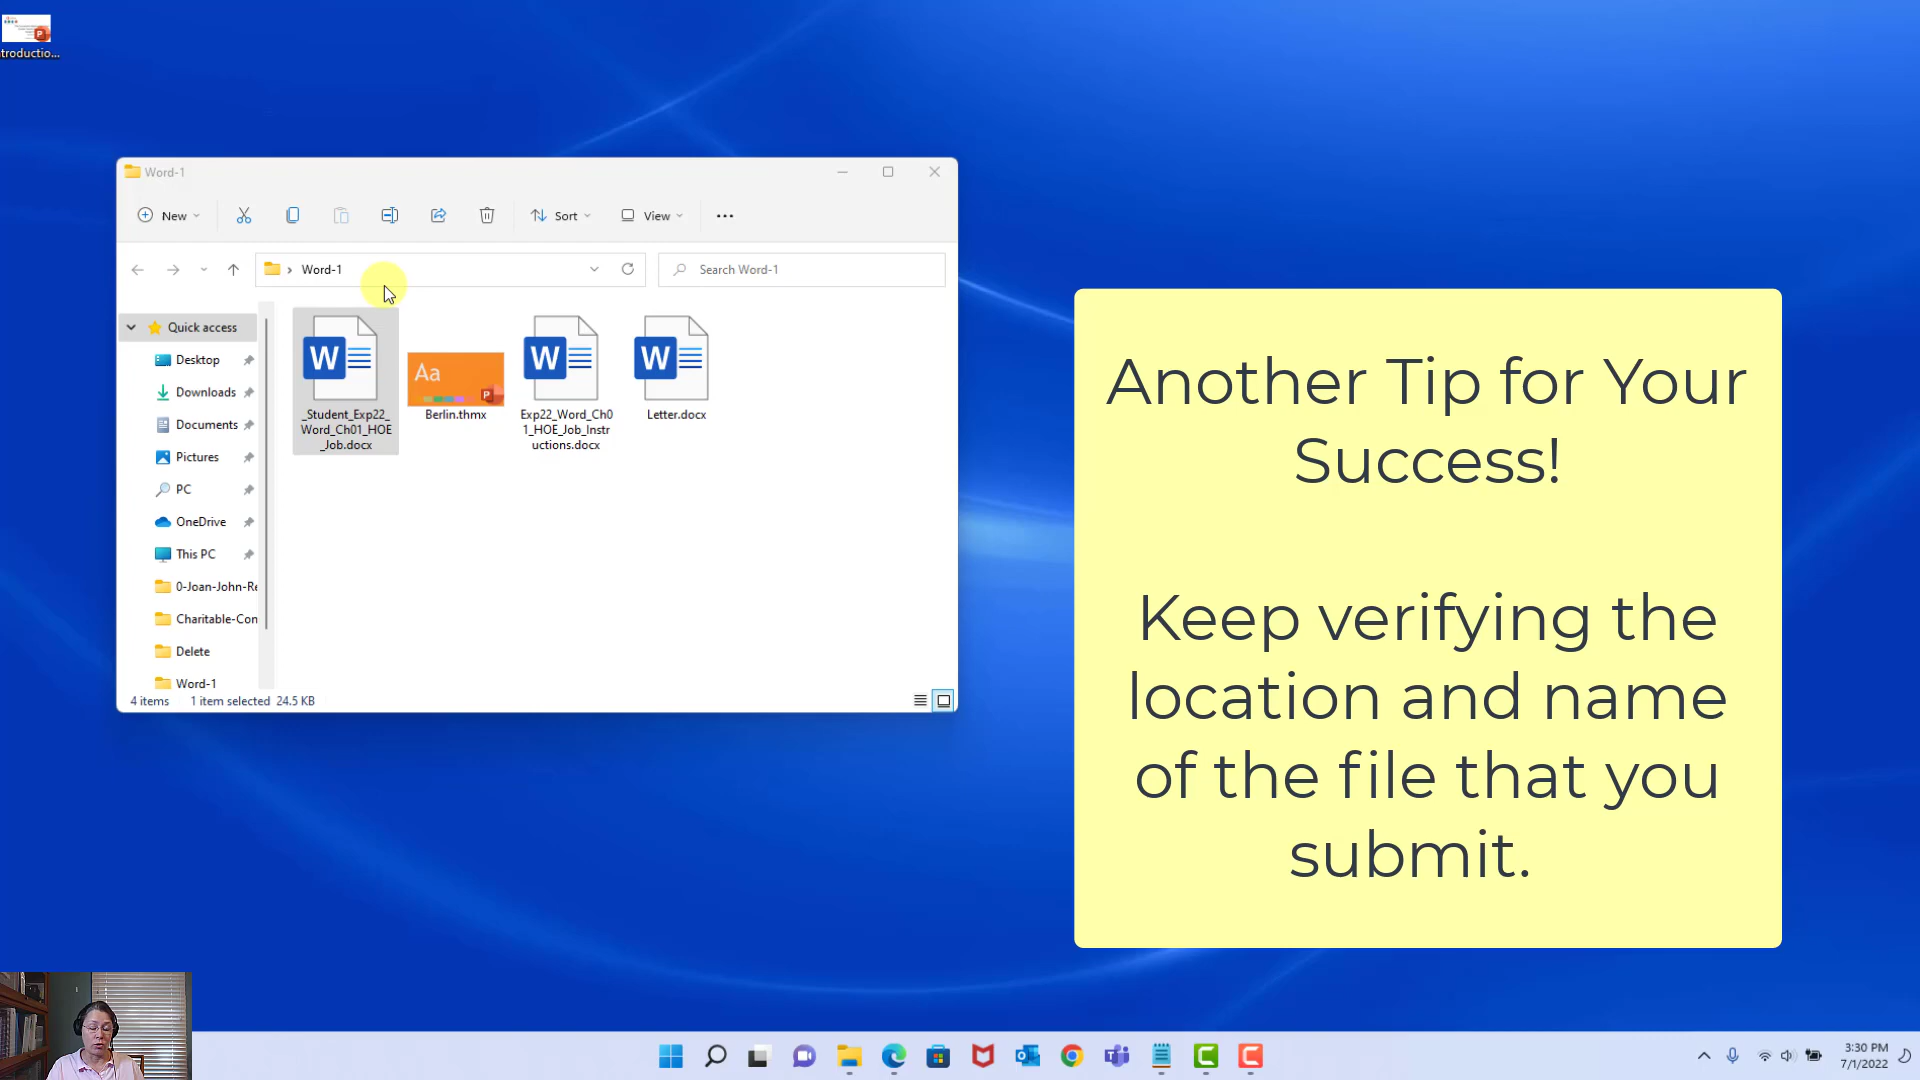 troductio...
Word-1
New
Sort
View
Word-1
Search Word-1
Quick access
Desktop
Downloads
Documents
Pictures
PC
OneDrive
This PC
0-Joan-John-Re
Charitable-Con
Delete
Word-1
_Student_Exp22_
Word_Ch01_HOE
_Job.docx
Aa
Berlin.thmx
Exp22_Word_Ch0
1_HOE_Job_Instr
uctions.docx
Letter.docx
4 items 1 item selected 24.5 KB
Another Tip for Your
Success!
Keep verifying the
location and name
of the file that you
submit.
3:30 PM
7/1/2022